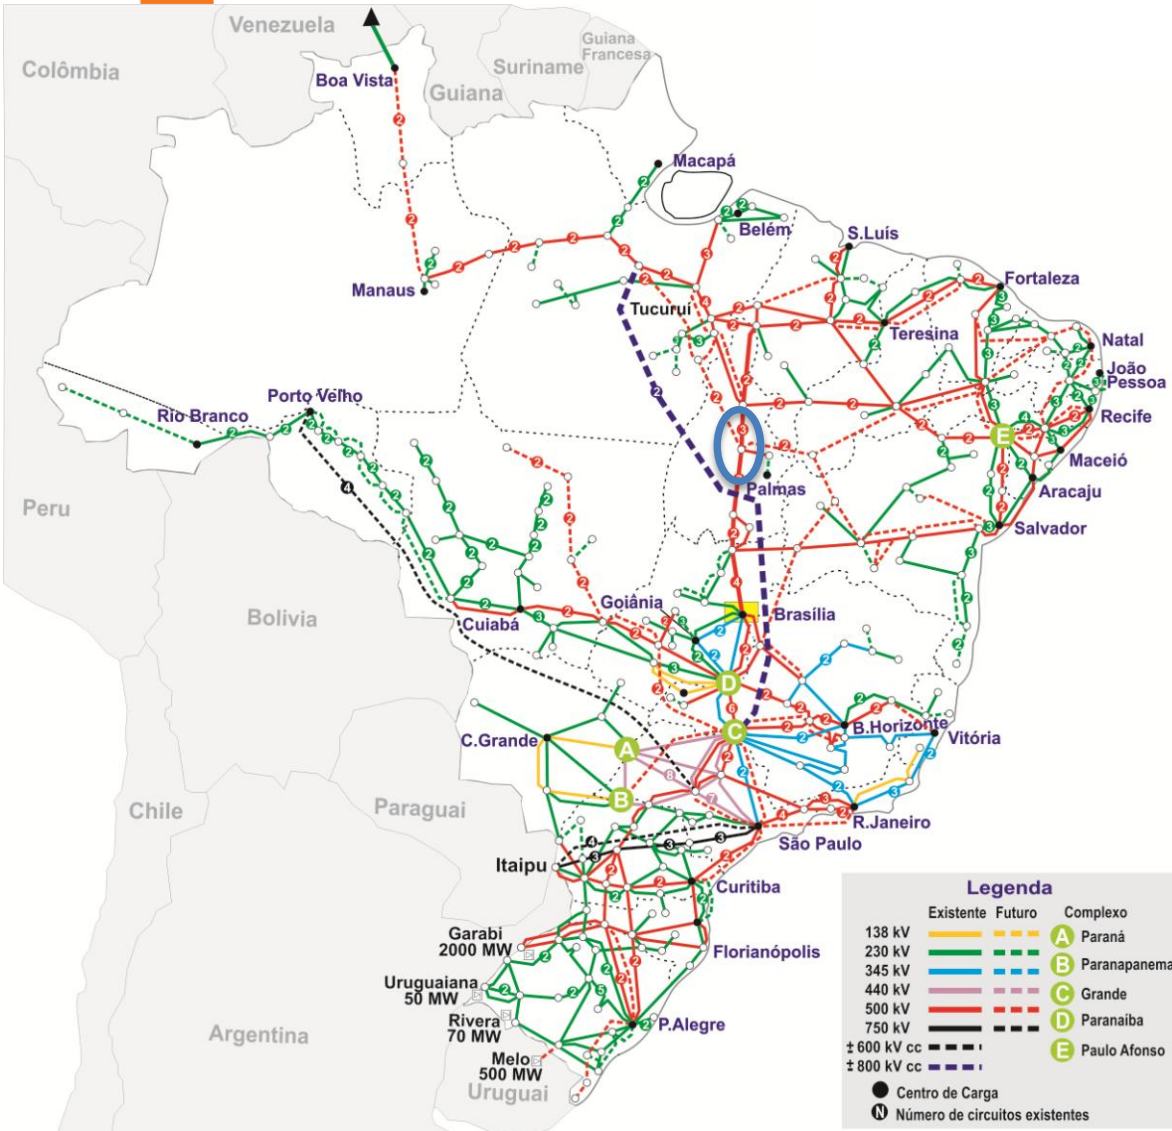 Venezuela
Guiana
Francesa
Suriname
Colômbia
Boa Vista
Guiana
Macapá
Belém
S.Luís
Fortaleza
Manaus
Tucuruí
Teresina
Natal
João
Pessoa
Porto Velho
Rio Branco
Recife
Maceió
Palmas
Aracaju
Peru
Salvador
Goiânia
Brasília
Bolivia
Cuiabá
B.Horizonte
C.Grande
Vitória
Chile
Paraguai
R.Janeiro
São Paulo
Itaipu
Curitiba
Garabi
2000 MW
Florianópolis
Uruguaiana
50 MW
Rivera
70 MW
P.Alegre
Argentina
Melo
500 MW
Uruguai
A
B
C
D
E
Legenda
Existente Futuro Complexo
138 kV A Paraná
230 kV
345 kV B Paranapanema
440 kV C Grande
500 kV
750 kV D Paranaíba
± 600 kV cc
± 800 kV cc E Paulo Afonso
Centro de Carga
N Número de circuitos existentes